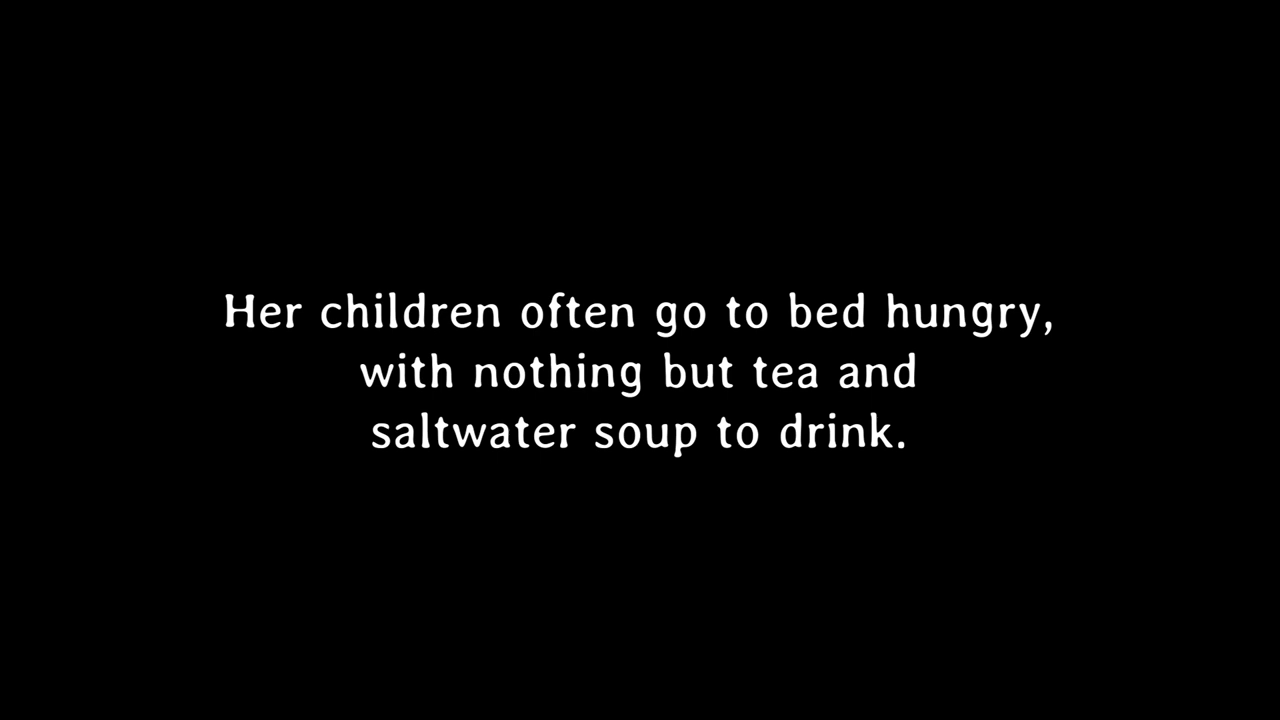 Her children often go to bed hungry,
with nothing but tea and
saltwater soup to drink.